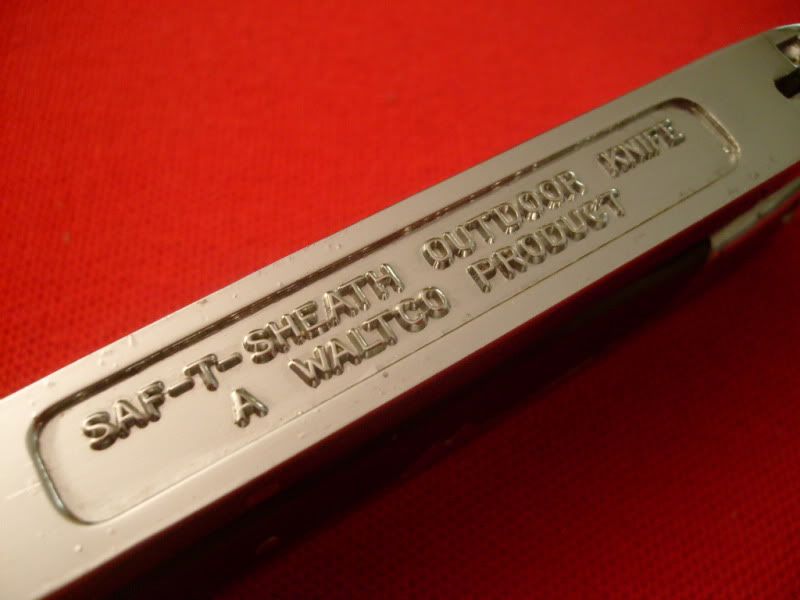 SAF-T-SHEATH OUTDOOR KNIFE
A WALTCO PRODUCT